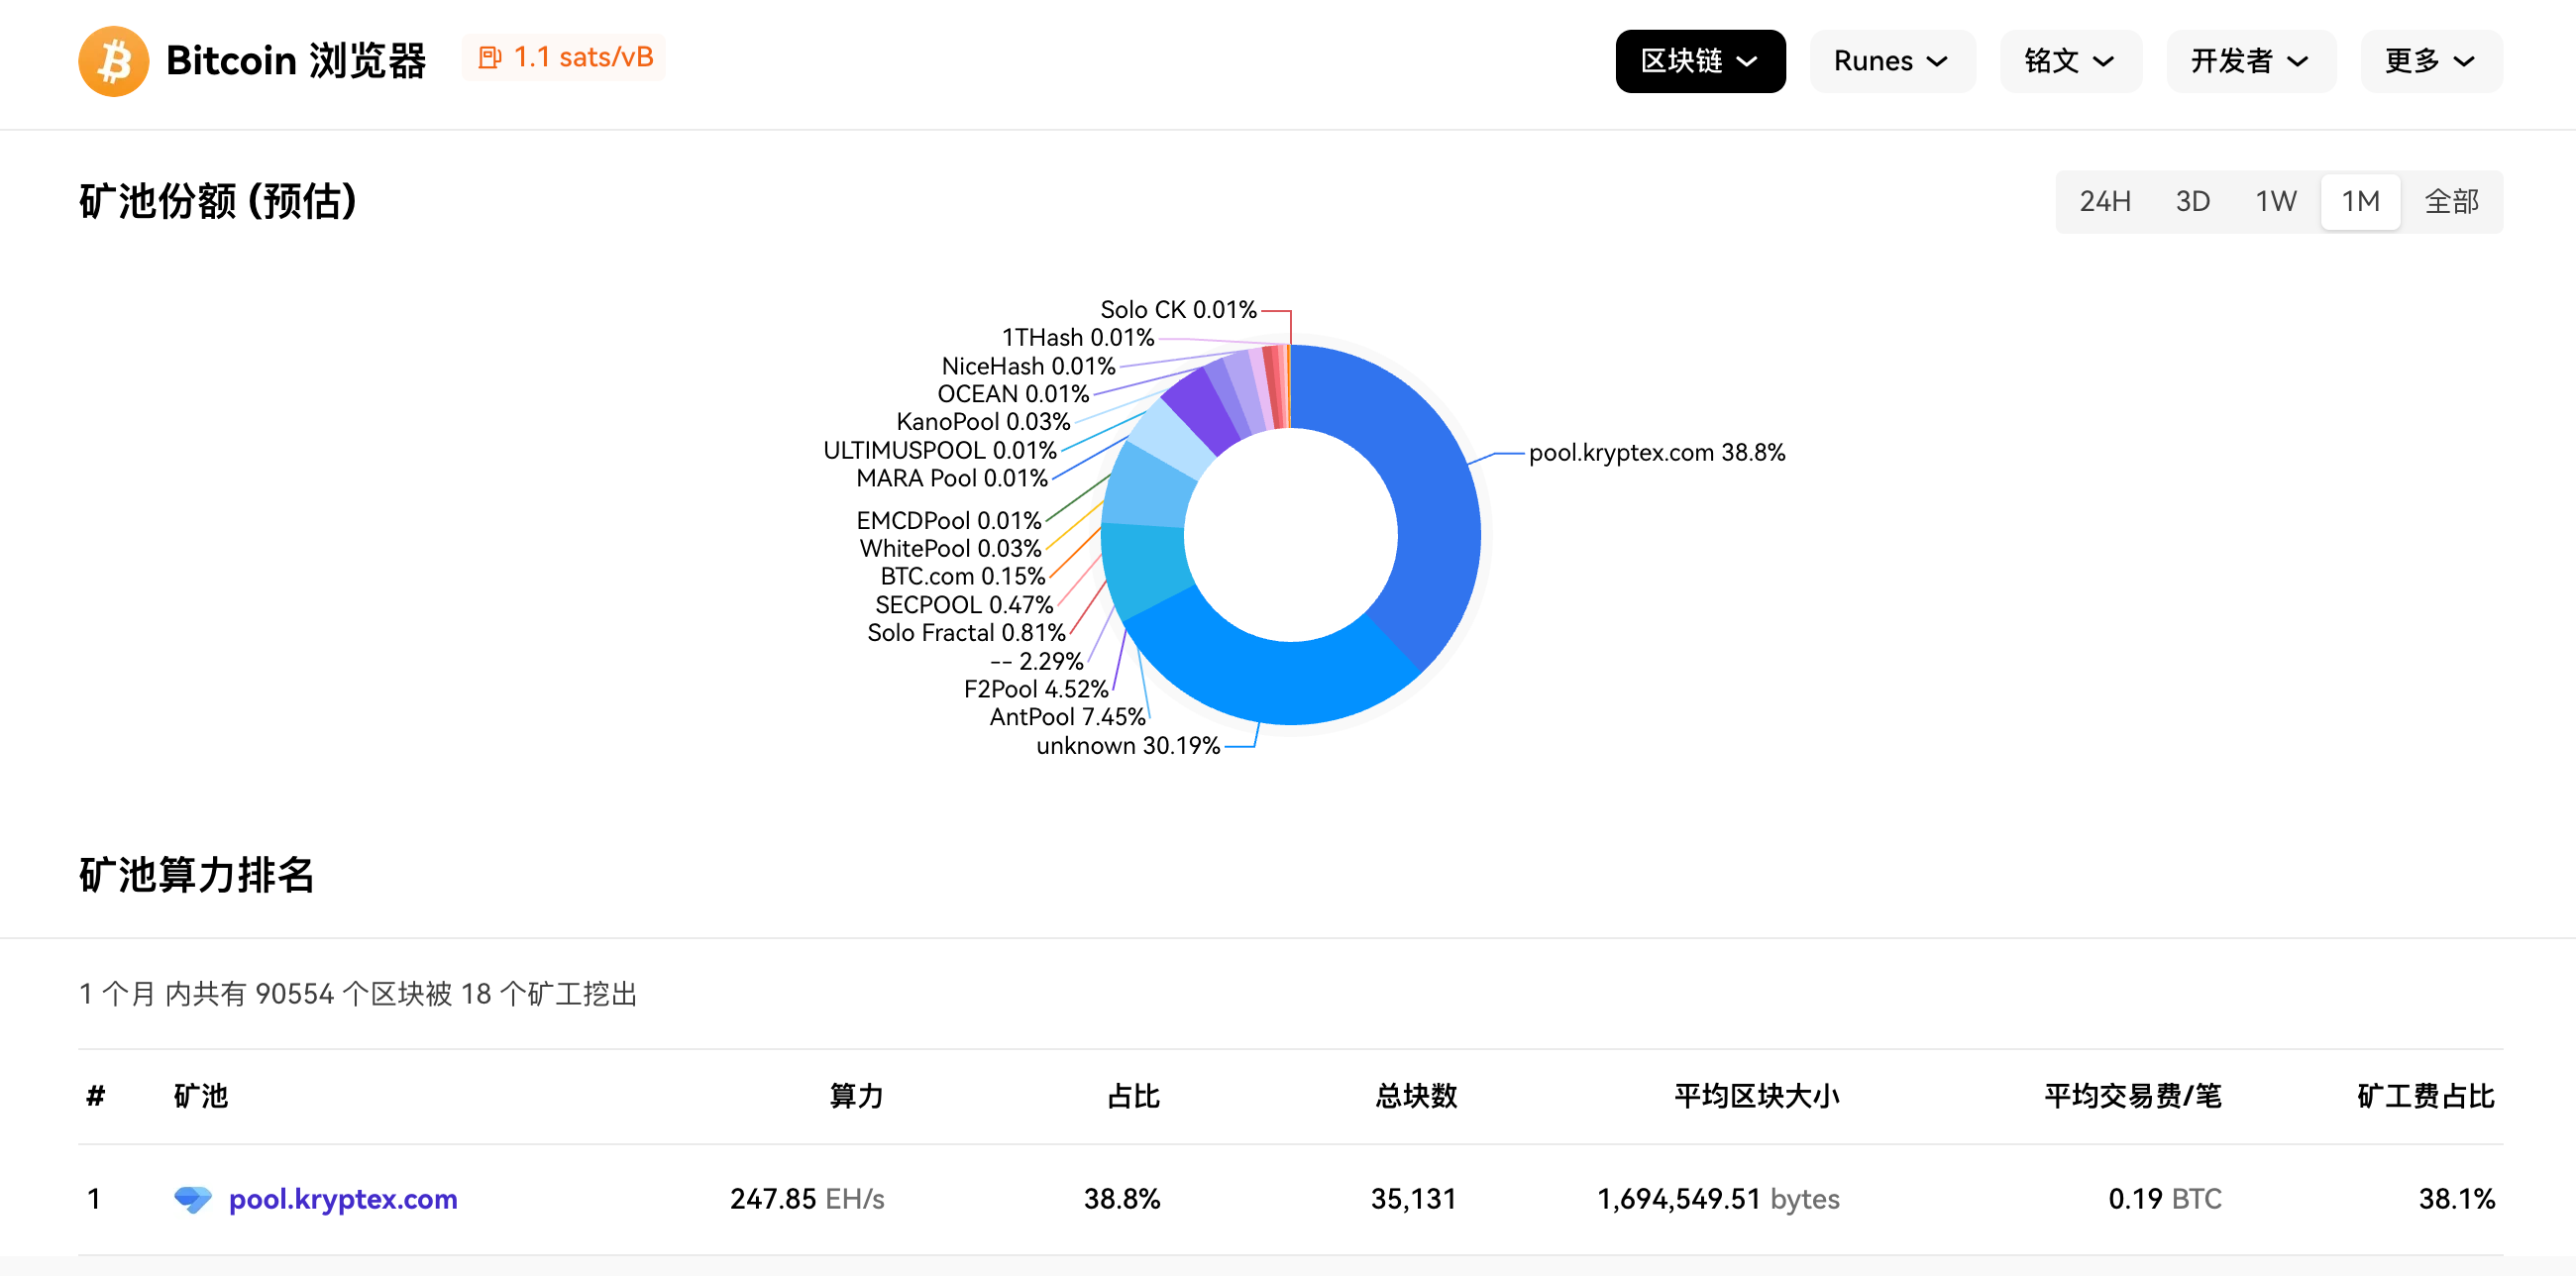 Bitcoin 浏览器
1.1 sats/vB
区块链
Runes
铭文
开发者
更多
矿池份额 (预估)
24H
3D
1W
1M
全部
Solo CK 0.01%
1THash 0.01%
NiceHash 0.01%
OCEAN 0.01%
KanoPool 0.03%
ULTIMUSPOOL 0.01%
MARA Pool 0.01%
EMCDPool 0.01%
WhitePool 0.03%
BTC.com 0.15%
SECPOOL 0.47%
Solo Fractal 0.81%
-- 2.29%
F2Pool 4.52%
AntPool 7.45%
unknown 30.19%
pool.kryptex.com 38.8%
矿池算力排名
1 个月 内共有 90554 个区块被 18 个矿工挖出
# 矿池 算力 占比 总块数 平均区块大小 平均交易费/笔 矿工费占比
1 pool.kryptex.com 247.85 EH/s 38.8% 35,131 1,694,549.51 bytes 0.19 BTC 38.1%